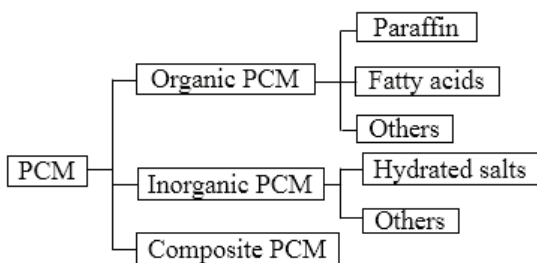 PCM
Organic PCM
Paraffin
Fatty acids
Others
Inorganic PCM
Hydrated salts
Others
Composite PCM